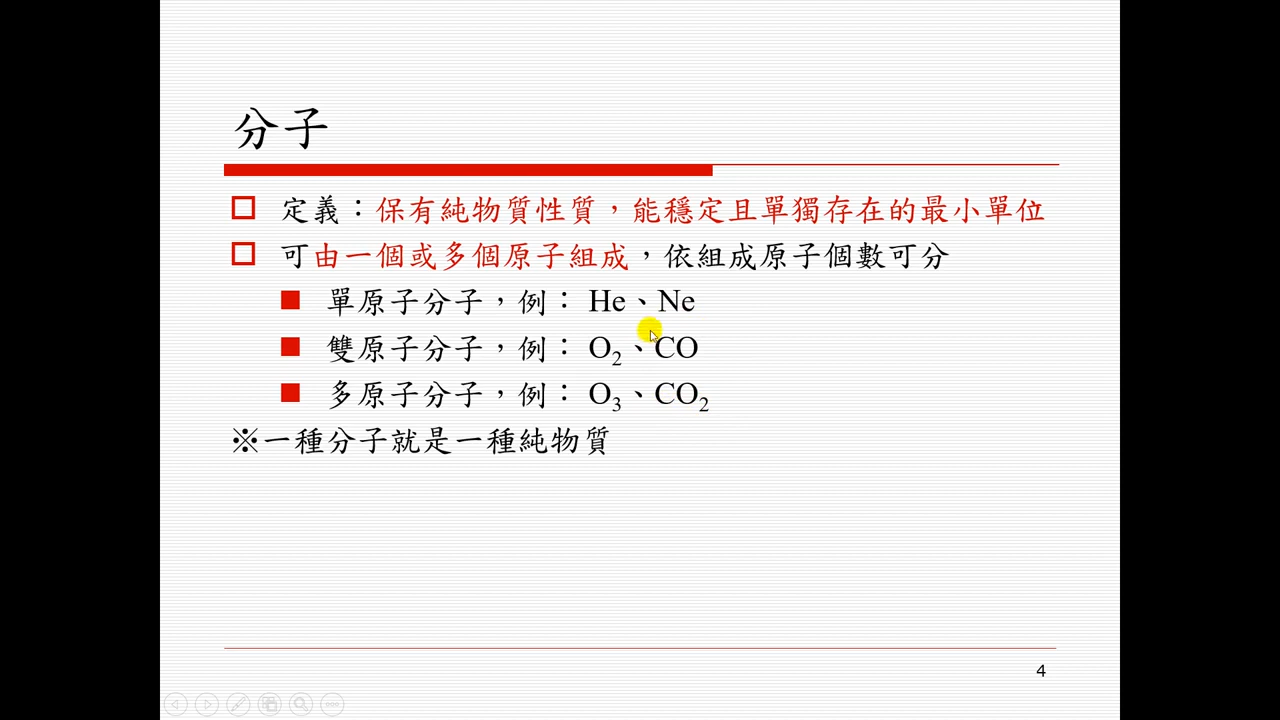 分子
定義：保有純物質性質，能穩定且單獨存在的最小單位
可由一個或多個原子組成，依組成原子個數可分
單原子分子，例： He、Ne
雙原子分子，例： O₂、CO
多原子分子，例： O₃、CO₂
※一種分子就是一種純物質
4